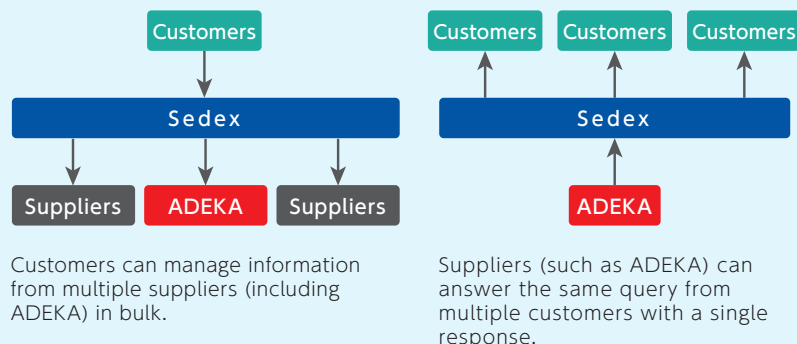 Customers
Sedex
Suppliers ADEKA Suppliers
Customers can manage information
from multiple suppliers (including
ADEKA) in bulk.
Customers Customers Customers
Sedex
ADEKA
Suppliers (such as ADEKA) can
answer the same query from
multiple customers with a single
response.